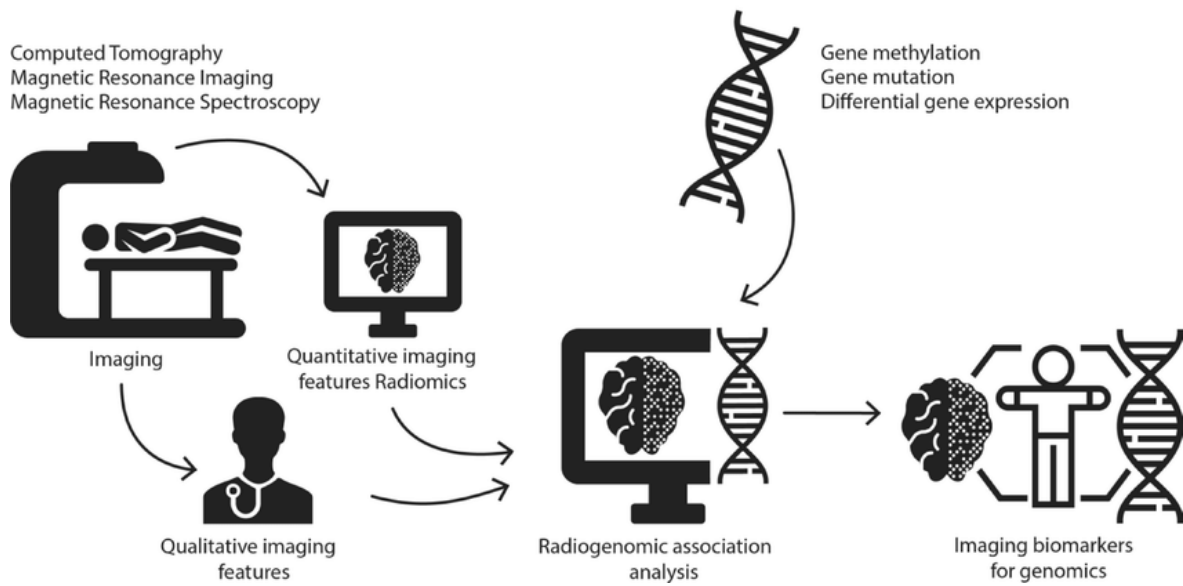 Computed Tomography
Magnetic Resonance Imaging
Magnetic Resonance Spectroscopy
Gene methylation
Gene mutation
Differential gene expression
Imaging
Quantitative imaging
features Radiomics
Qualitative imaging
features
Radiogenomic association
analysis
Imaging biomarkers
for genomics